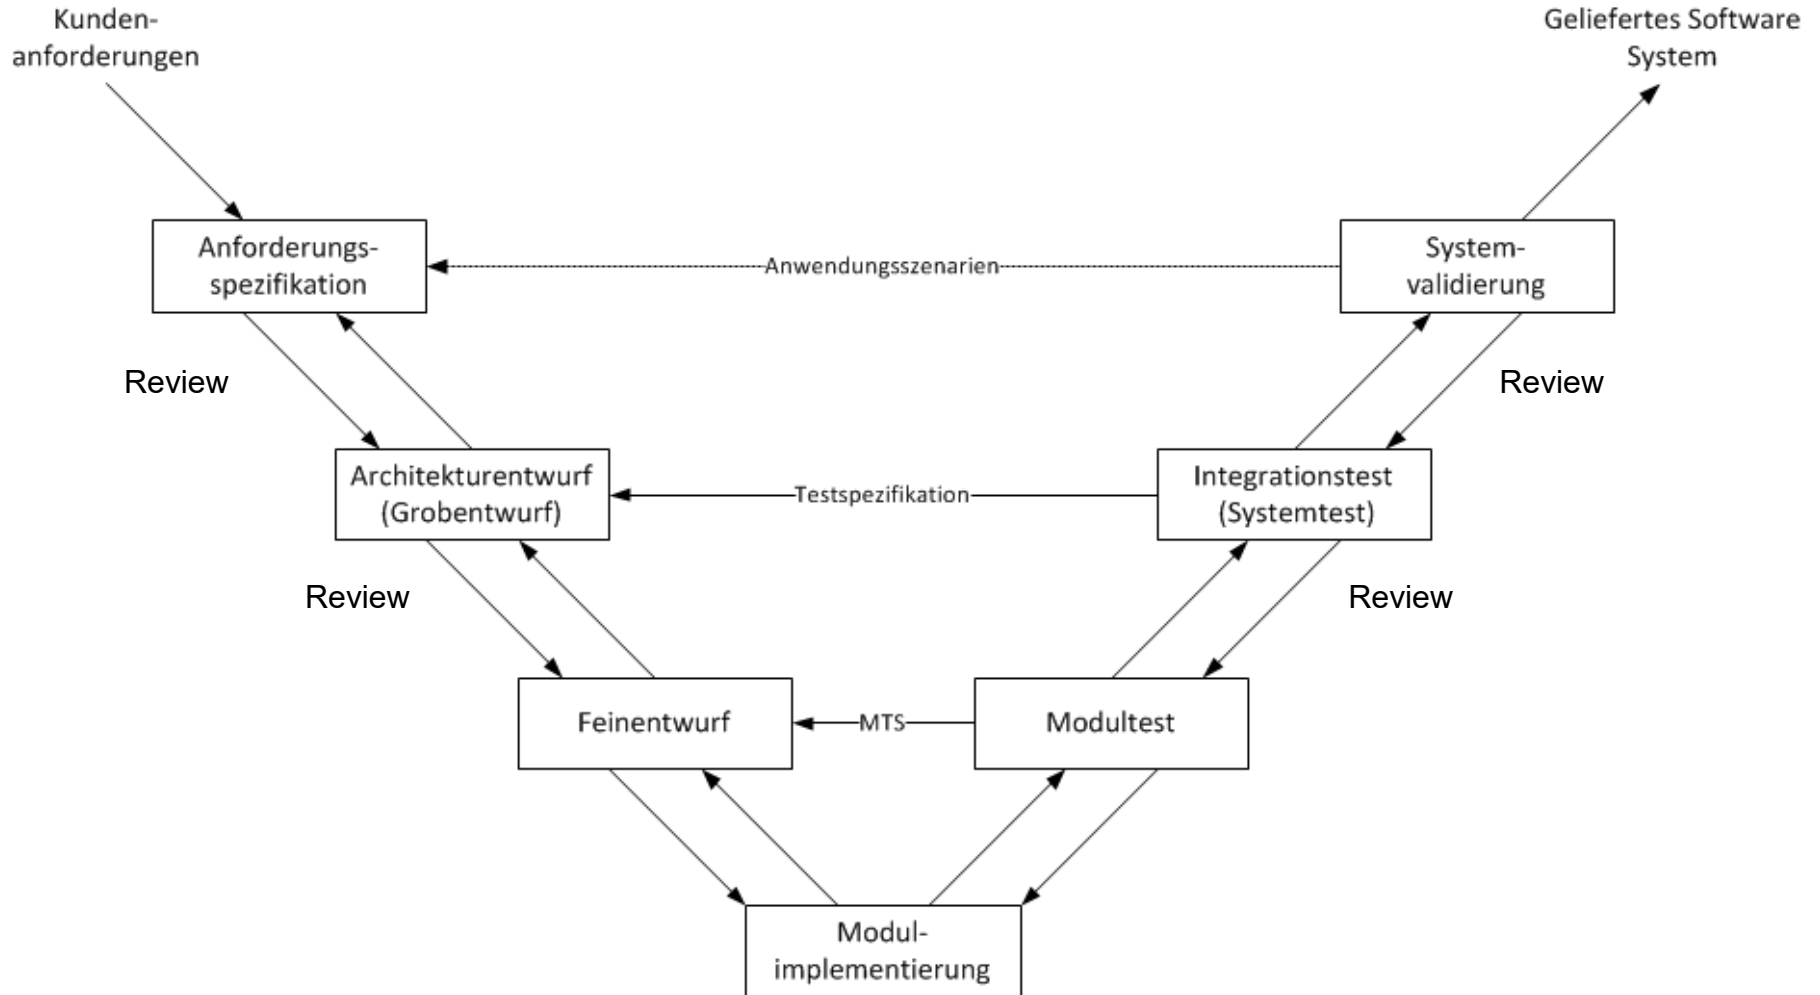 Kunden-
anforderungen
Geliefertes Software
System
Anforderungs-
spezifikation
Anwendungsszenarien
System-
validierung
Review
Review
Architekturentwurf
(Grobentwurf)
Testspezifikation
Integrationstest
(Systemtest)
Review
Review
Feinentwurf
MTS
Modultest
Modul-
implementierung